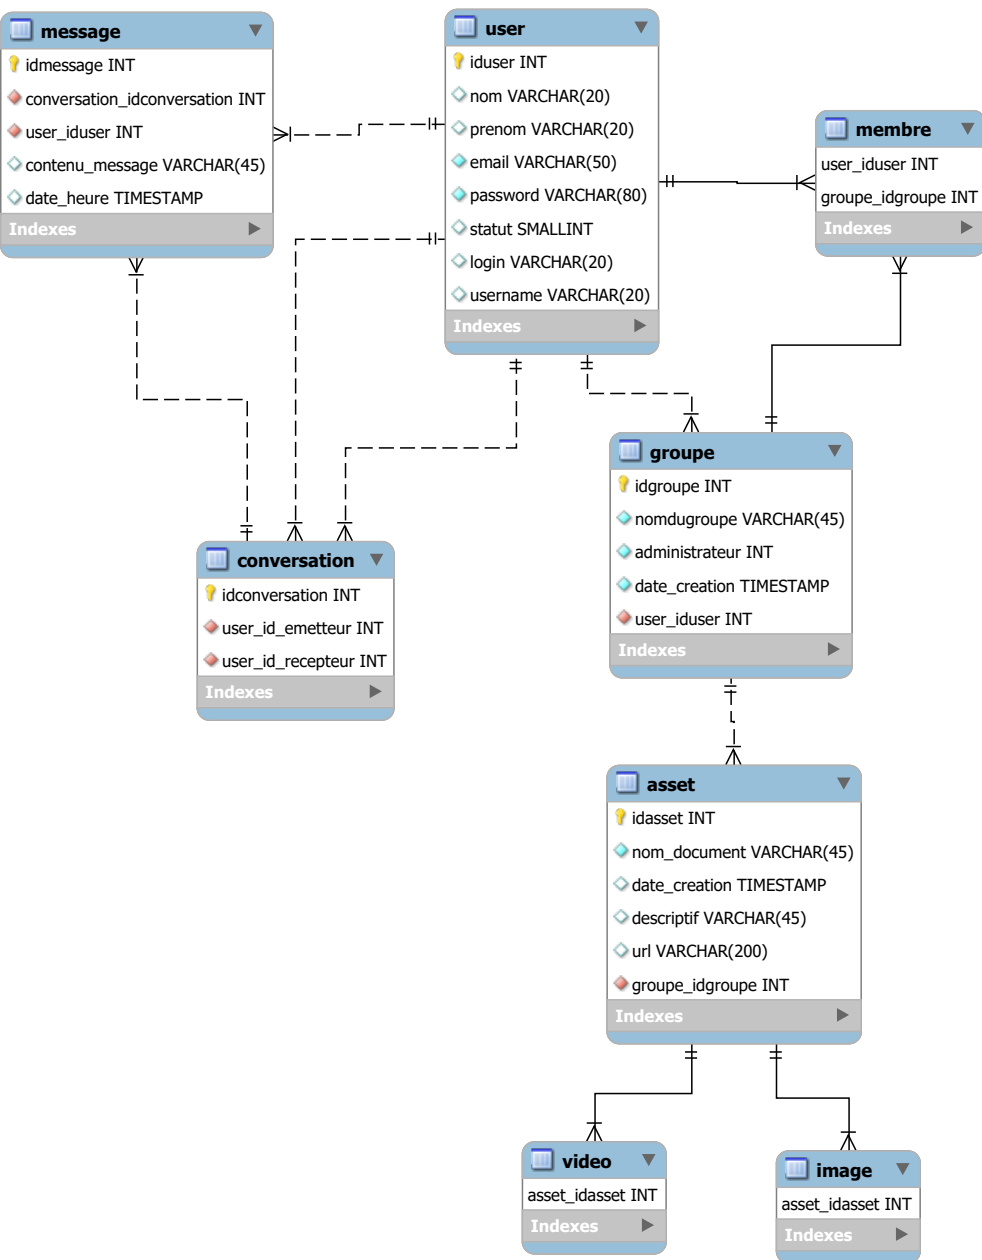 message
idmessage INT
conversation_idconversation INT
user_iduser INT
contenu_message VARCHAR(45)
date_heure TIMESTAMP
Indexes
user
iduser INT
nom VARCHAR(20)
prenom VARCHAR(20)
email VARCHAR(50)
password VARCHAR(80)
statut SMALLINT
login VARCHAR(20)
username VARCHAR(20)
Indexes
membre
user_iduser INT
groupe_idgroupe INT
Indexes
groupe
idgroupe INT
nomdugroupe VARCHAR(45)
administrateur INT
date_creation TIMESTAMP
user_iduser INT
Indexes
conversation
idconversation INT
user_id_emetteur INT
user_id_recepteur INT
Indexes
asset
idasset INT
nom_document VARCHAR(45)
date_creation TIMESTAMP
descriptif VARCHAR(45)
url VARCHAR(200)
groupe_idgroupe INT
Indexes
video
asset_idasset INT
Indexes
image
asset_idasset INT
Indexes